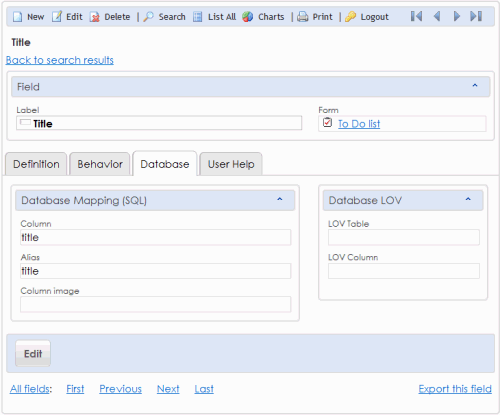 New Edit Delete Search List All Charts Print Logout
Title
Back to search results
Field
Label Form
Title To Do list
Definition Behavior Database User Help
Database Mapping (SQL) Database LOV
Column LOV Table
title
Alias LOV Column
title
Column image
Edit
All fields: First Previous Next Last Export this field